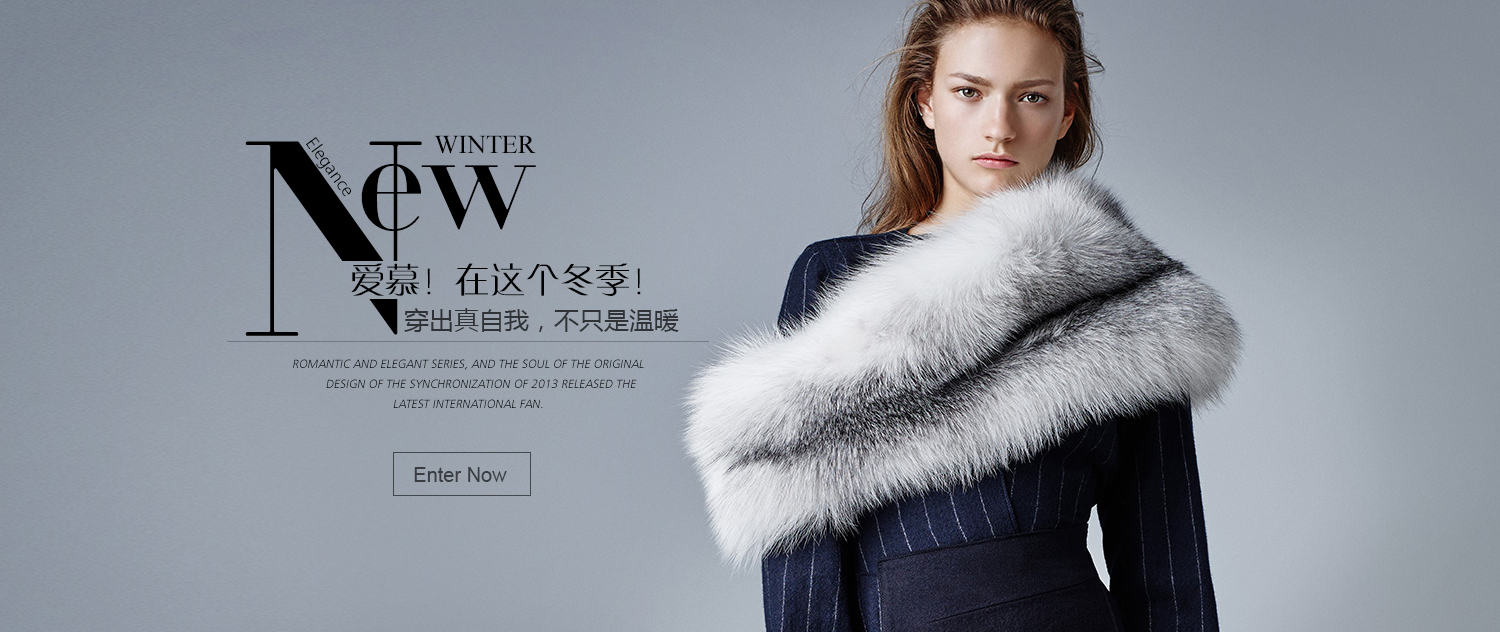 New
Elegance
WINTER
爱慕！在这个冬季！
穿出真自我，不只是温暖
ROMANTIC AND ELEGANT SERIES, AND THE SOUL OF THE ORIGINAL
DESIGN OF THE SYNCHRONIZATION OF 2013 RELEASED THE
LATEST INTERNATIONAL FAN.
Enter Now